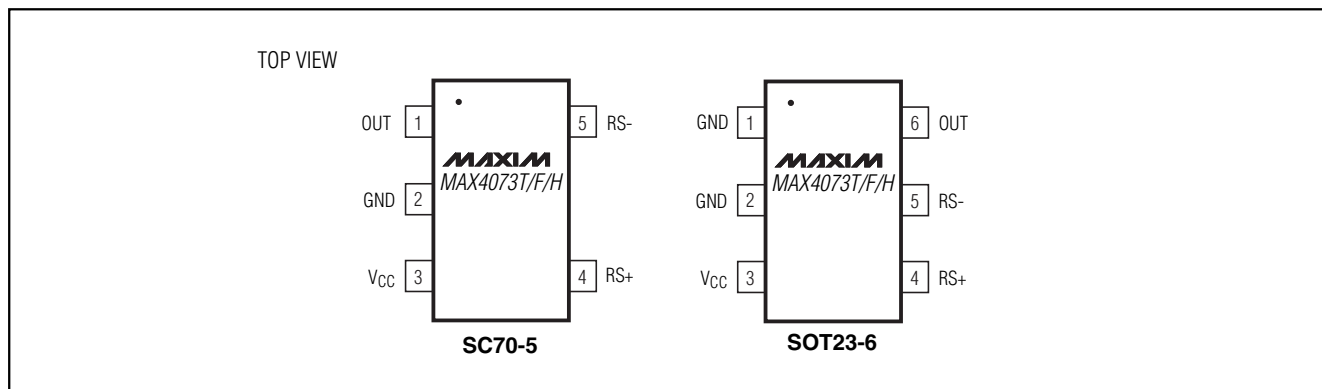 TOP VIEW
OUT 1
5 RS-
MAXIM
MAX4073T/F/H
GND 2
VCC 3
4 RS+
SC70-5
GND 1
6 OUT
MAXIM
MAX4073T/F/H
GND 2
5 RS-
VCC 3
4 RS+
SOT23-6